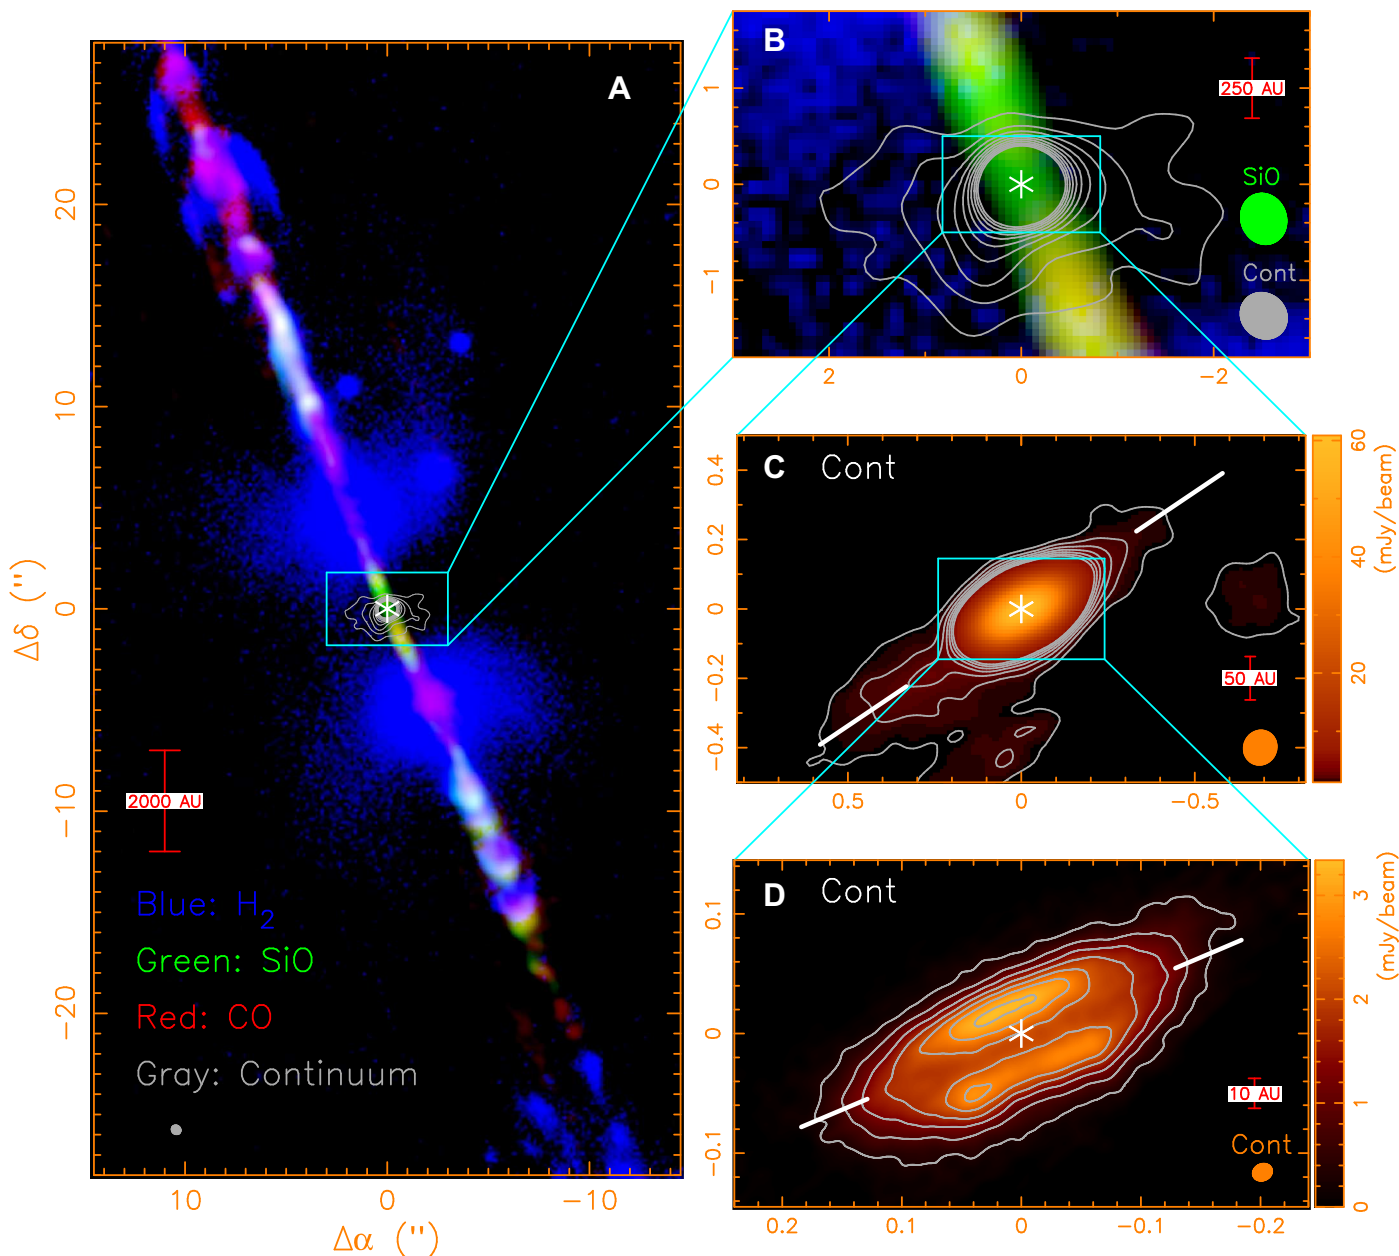 A
20
10
0
−10
−20
Δδ (")
10
0
−10
Δα (")
2000 AU
Blue: H2
Green: SiO
Red: CO
Gray: Continuum
B
1
0
−1
2
0
−2
250 AU
SiO
Cont
C Cont
0.4
0.2
0
−0.2
−0.4
0.5
0
−0.5
50 AU
60
40
20
(mJy/beam)
D Cont
0.1
0
−0.1
0.2
0.1
0
−0.1
−0.2
10 AU
Cont
3
2
1
0
(mJy/beam)